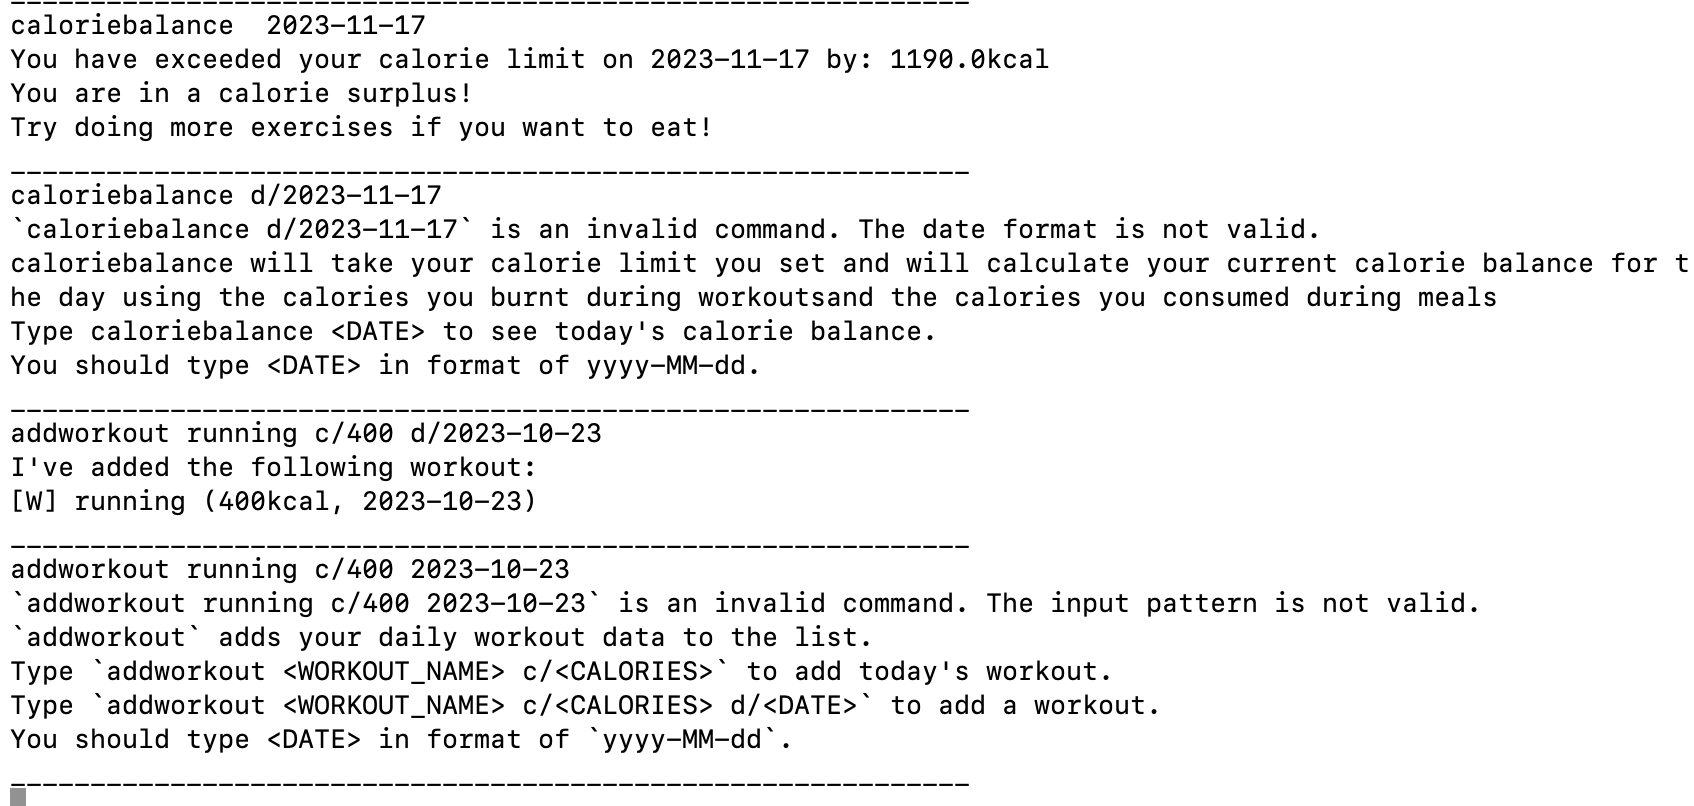 ____________________________________________________________
caloriebalance  2023-11-17
You have exceeded your calorie limit on 2023-11-17 by: 1190.0kcal
You are in a calorie surplus!
Try doing more exercises if you want to eat!
____________________________________________________________
caloriebalance d/2023-11-17
`caloriebalance d/2023-11-17` is an invalid command. The date format is not valid.
caloriebalance will take your calorie limit you set and will calculate your current calorie balance for t
he day using the calories you burnt during workoutsand the calories you consumed during meals
Type caloriebalance <DATE> to see today's calorie balance.
You should type <DATE> in format of yyyy-MM-dd.
____________________________________________________________
addworkout running c/400 d/2023-10-23
I've added the following workout:
[W] running (400kcal, 2023-10-23)
____________________________________________________________
addworkout running c/400 2023-10-23
`addworkout running c/400 2023-10-23` is an invalid command. The input pattern is not valid.
`addworkout` adds your daily workout data to the list.
Type `addworkout <WORKOUT_NAME> c/<CALORIES>` to add today's workout.
Type `addworkout <WORKOUT_NAME> c/<CALORIES> d/<DATE>` to add a workout.
You should type <DATE> in format of `yyyy-MM-dd`.
____________________________________________________________